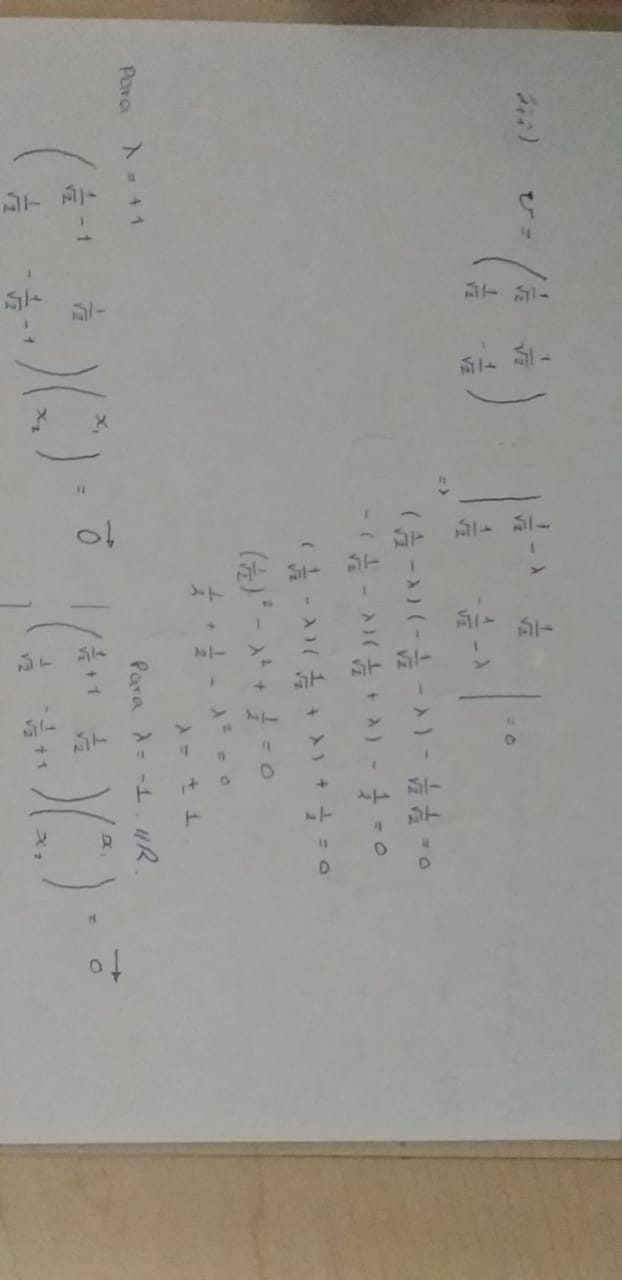 iii) v = ( 1/√2 1/√2 ) | 1/√2 - λ 1/√2 | = 0
( 1/√2 -1/√2 ) | 1/√2 -1/√2 - λ |
=> (1/√2 - λ)(-1/√2 - λ) - 1/√2 1/√2 = 0
-(1/√2 - λ)(1/√2 + λ) - 1/2 = 0
(1/√2 - λ)(1/√2 + λ) + 1/2 = 0
(1/√2)² - λ² + 1/2 = 0
1/2 + 1/2 - λ² = 0
λ = ± 1
Para λ = +1
( 1/√2 - 1 1/√2 ) ( x₁ ) = 0⃗
( 1/√2 -1/√2 - 1 ) ( x₂ )
Para λ = -1. //R.
( 1/√2 + 1 1/√2 ) ( x₁ ) = 0⃗
( 1/√2 -1/√2 + 1 ) ( x₂ )